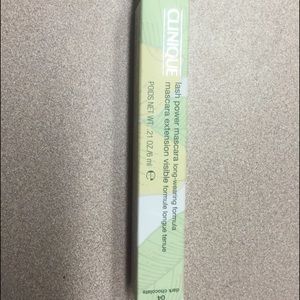 CLINIQUE
lash power mascara long-wearing formula
mascara extension visible formule longue tenue
POIDS NET WT. .21 OZ./6 ml ℮
04
dark chocolate